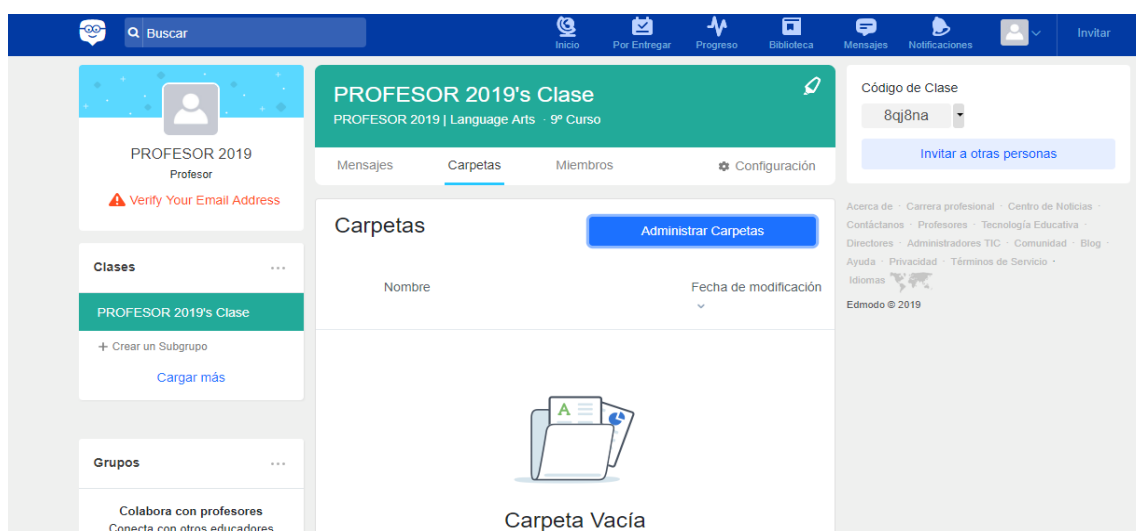 Buscar
Inicio
Por Entregar
Progreso
Biblioteca
Mensajes
Notificaciones
Invitar
PROFESOR 2019
Profesor
Verify Your Email Address
Clases
PROFESOR 2019's Clase
+ Crear un Subgrupo
Cargar más
Grupos
Colabora con profesores
Conecta con otros educadores
PROFESOR 2019's Clase
PROFESOR 2019 | Language Arts · 9º Curso
Mensajes
Carpetas
Miembros
Configuración
Carpetas
Administrar Carpetas
Nombre
Fecha de modificación
A
Carpeta Vacía
Código de Clase
8qj8na
Invitar a otras personas
Acerca de · Carrera profesional · Centro de Noticias ·
Contáctanos · Profesores · Tecnología Educativa ·
Directores · Administradores TIC · Comunidad · Blog ·
Ayuda · Privacidad · Términos de Servicio ·
Idiomas
Edmodo © 2019